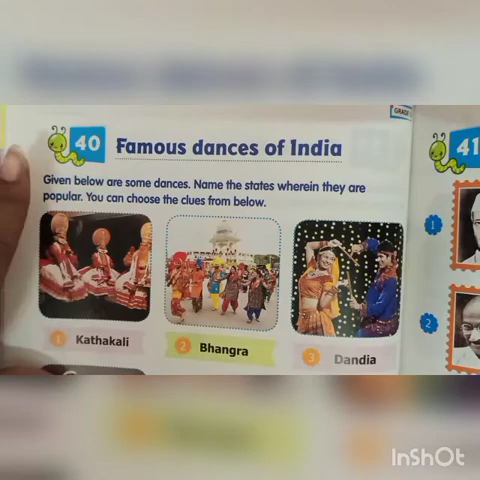 GRADE
40 Famous dances of India
41
Given below are some dances. Name the states wherein they are
popular. You can choose the clues from below.
1
2
1 Kathakali
2 Bhangra
3 Dandia
InShOt